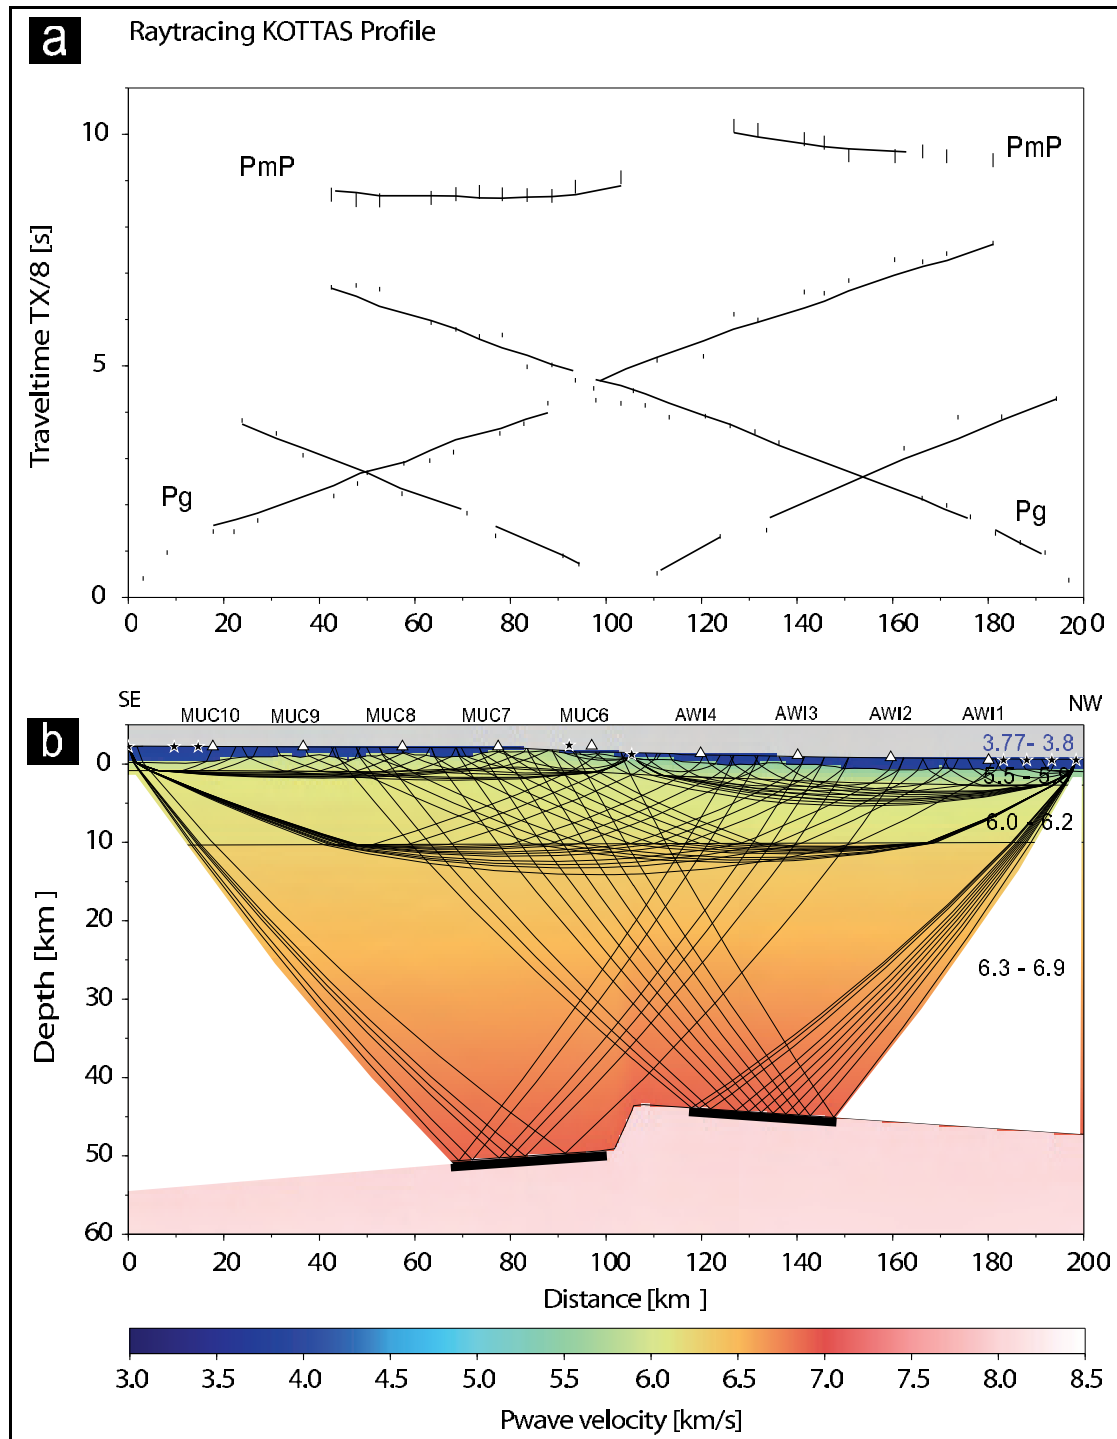 a
Raytracing KOTTAS Profile
10
PmP
PmP
Traveltime TX/8 [s]
5
Pg
Pg
0
0 20 40 60 80 100 120 140 160 180 200
SE
NW
b
MUC10 MUC9 MUC8 MUC7 MUC6 AWI4 AWI3 AWI2 AWI1
3.77- 3.8
0
6.0 - 6.2
10
20
6.3 - 6.9
30
40
50
60
Depth [km]
0 20 40 60 80 100 120 140 160 180 200
Distance [km ]
3.0 3.5 4.0 4.5 5.0 5.5 6.0 6.5 7.0 7.5 8.0 8.5
Pwave velocity [km/s]